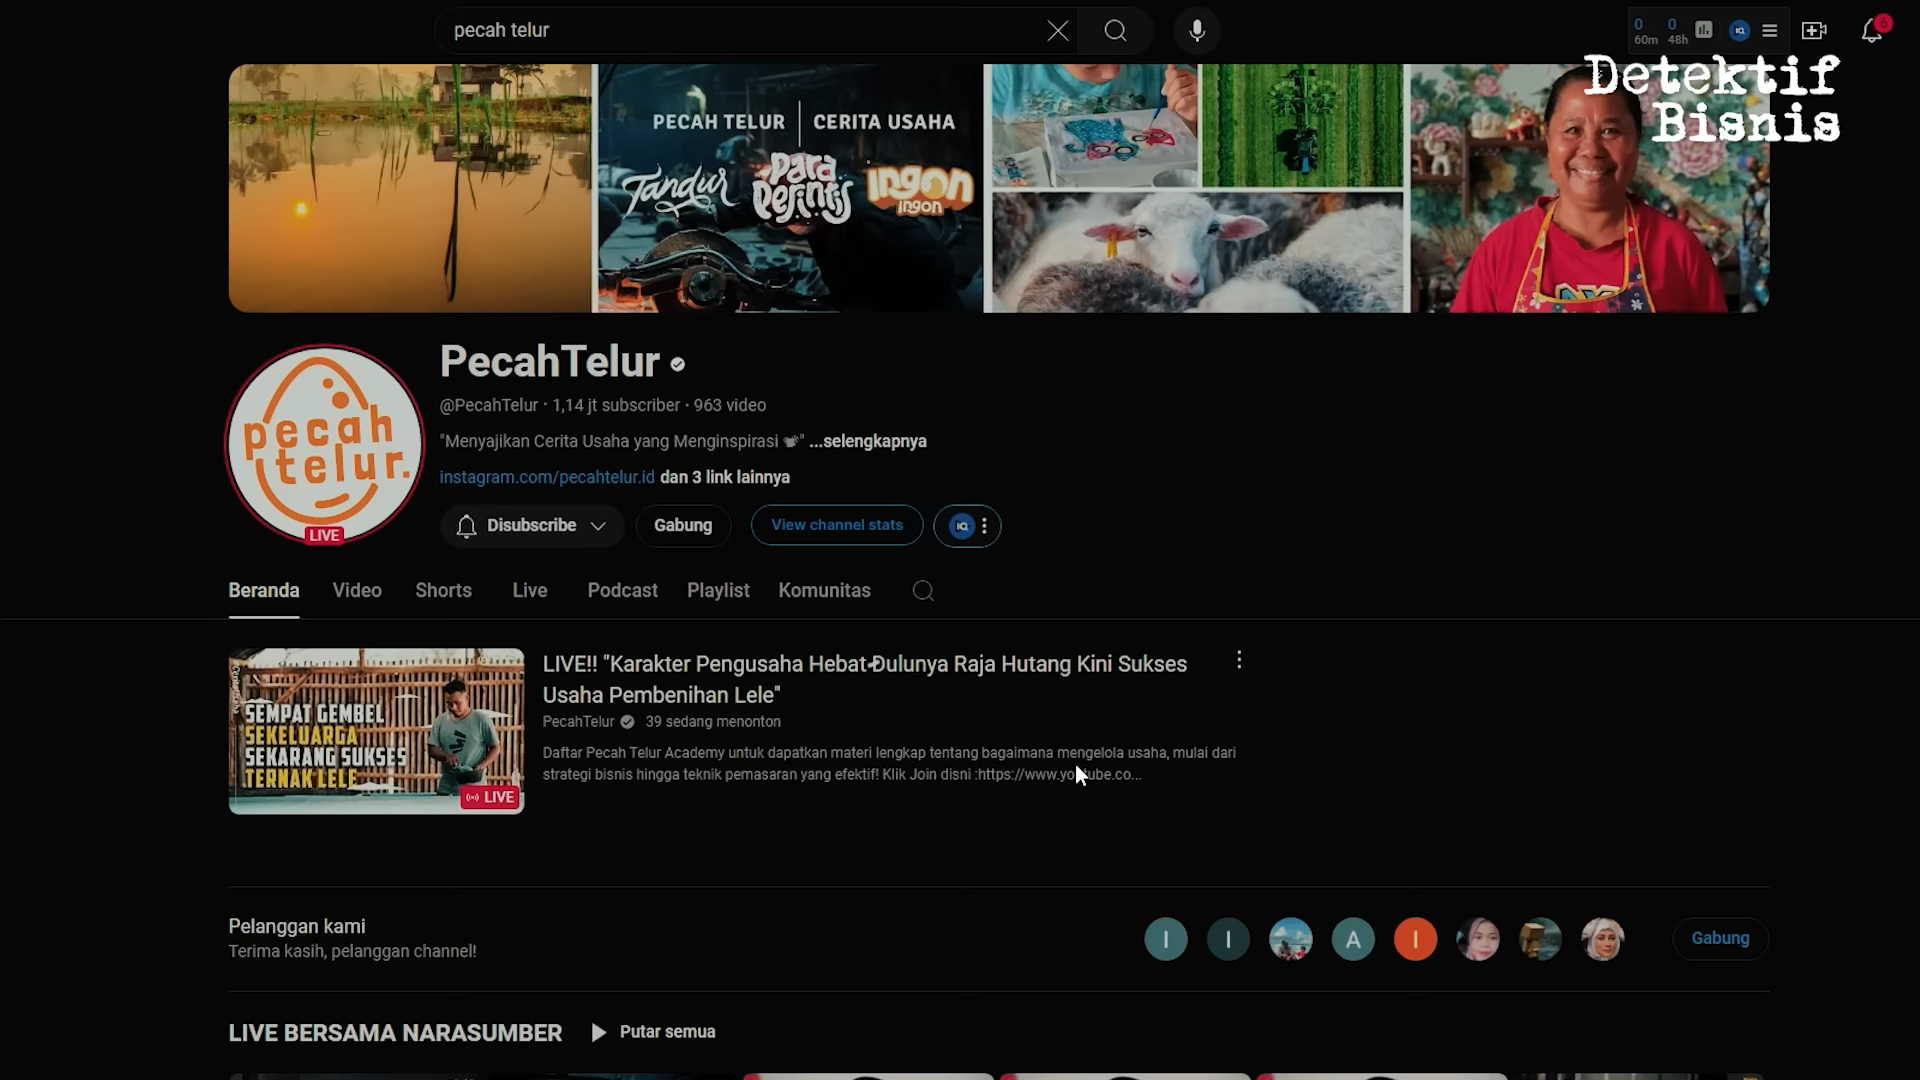 pecah telur
0 0
60m 48h
6
Detektif
Bisnis
PECAH TELUR | CERITA USAHA
Tandur Para Perintis ingon ingon
pecah telur.
LIVE
PecahTelur
@PecahTelur · 1,14 jt subscriber · 963 video
"Menyajikan Cerita Usaha yang Menginspirasi " ...selengkapnya
instagram.com/pecahtelur.id dan 3 link lainnya
Disubscribe Gabung View channel stats IQ
Beranda Video Shorts Live Podcast Playlist Komunitas
SEMPAT GEMBEL
SEKELUARGA
SEKARANG SUKSES
TERNAK LELE
LIVE
LIVE!! "Karakter Pengusaha Hebat-Dulunya Raja Hutang Kini Sukses
Usaha Pembenihan Lele"
PecahTelur 39 sedang menonton
Daftar Pecah Telur Academy untuk dapatkan materi lengkap tentang bagaimana mengelola usaha, mulai dari
strategi bisnis hingga teknik pemasaran yang efektif! Klik Join disni :https://www.youtube.co...
Pelanggan kami
Terima kasih, pelanggan channel!
I I A I
Gabung
LIVE BERSAMA NARASUMBER Putar semua